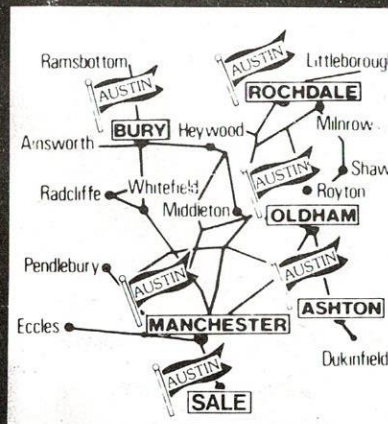 Ramsbottom
AUSTIN
Littleborough
AUSTIN
ROCHDALE
BURY
Heywood
Milnrow
Ainsworth
Shaw
AUSTIN
Radcliffe
Whitefield
Royton
Middleton
OLDHAM
Pendlebury
AUSTIN
AUSTIN
ASHTON
Eccles
MANCHESTER
Dukinfield
AUSTIN
SALE